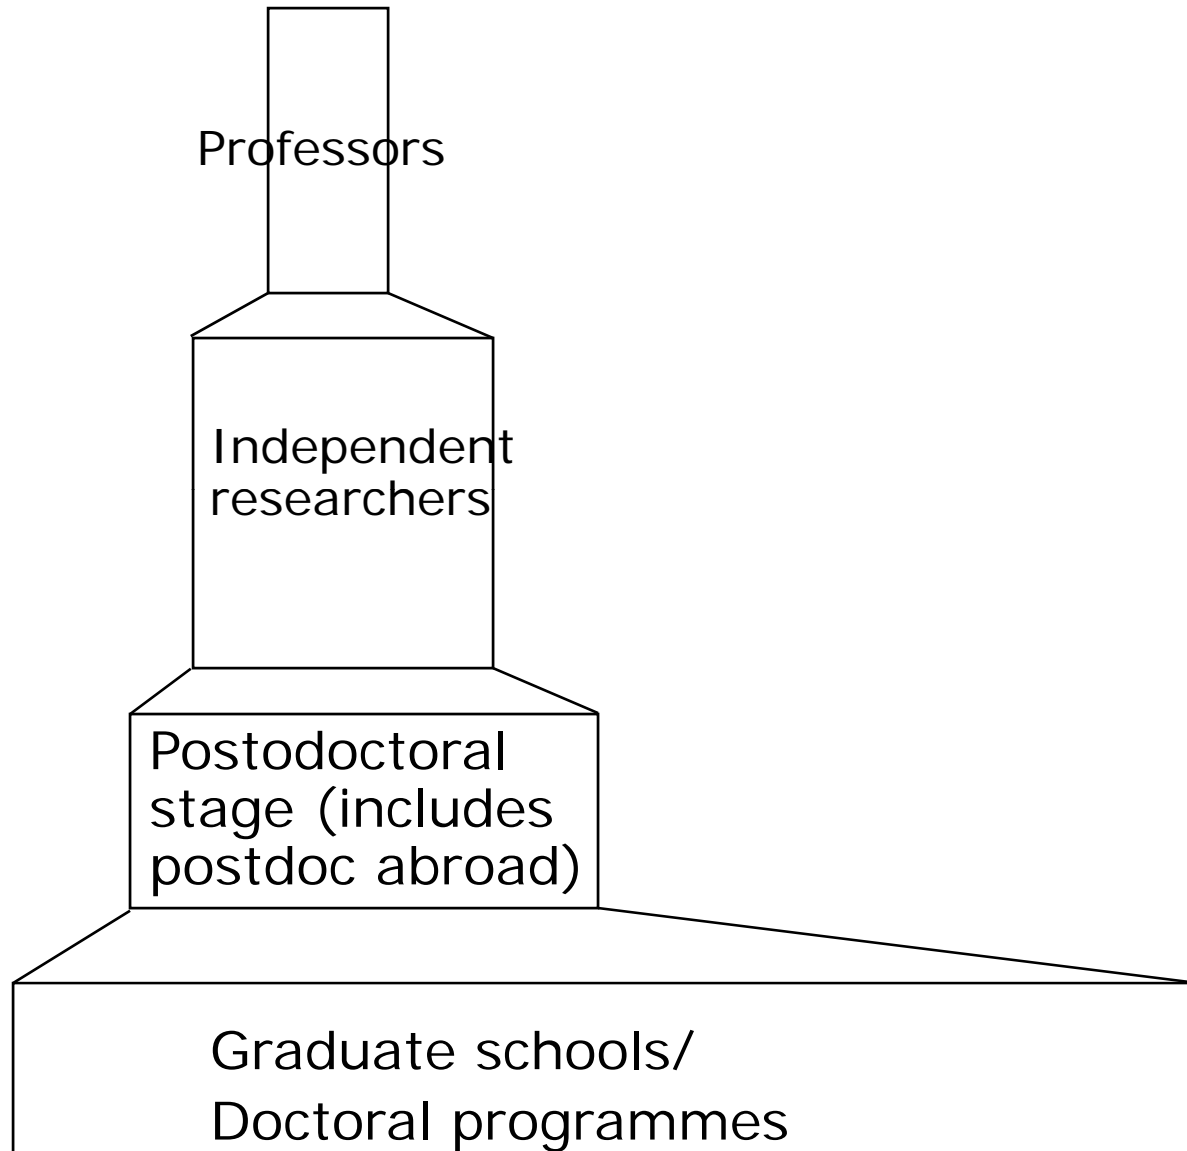 Professors
Independent
researchers
Postodoctoral
stage (includes
postdoc abroad)
Graduate schools/
Doctoral programmes